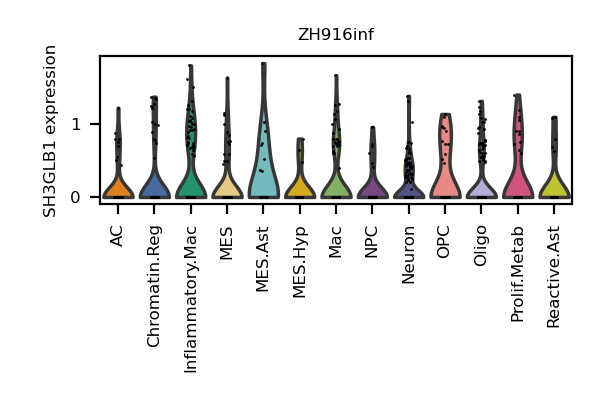 ZH916inf
SH3GLB1 expression
1
0
AC
Chromatin.Reg
Inflammatory.Mac
MES
MES.Ast
MES.Hyp
Mac
NPC
Neuron
OPC
Oligo
Prolif.Metab
Reactive.Ast